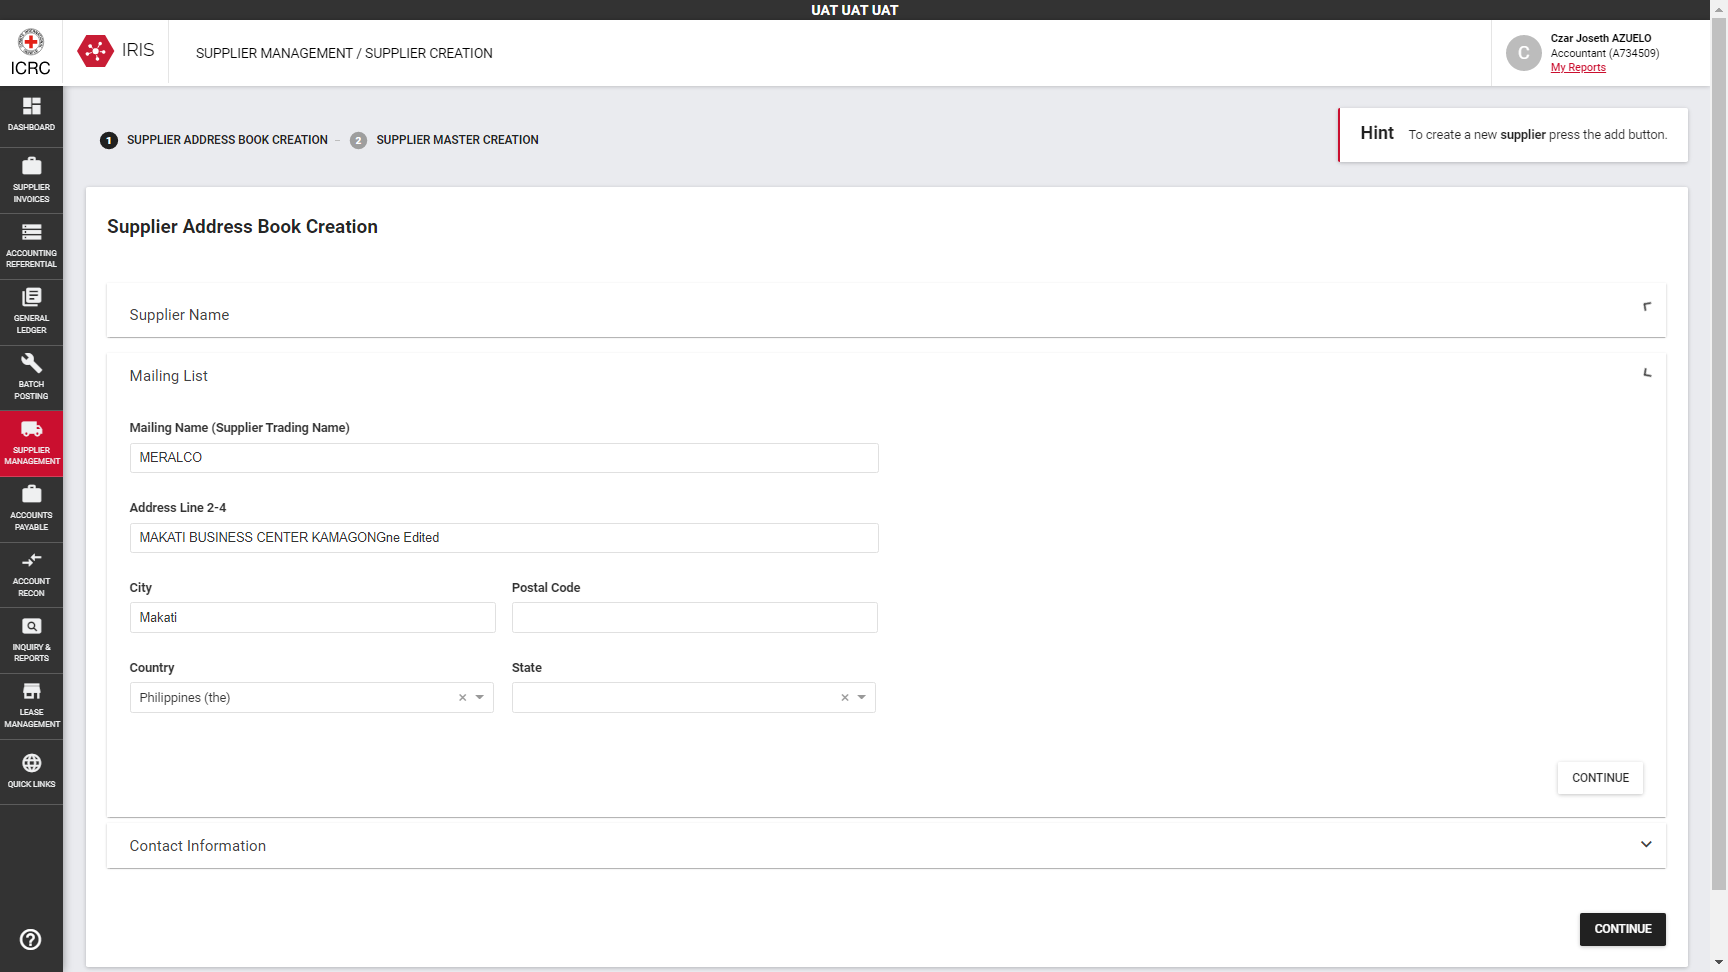 UAT UAT UAT
ICRC
IRIS
SUPPLIER MANAGEMENT / SUPPLIER CREATION
C
Czar Joseth AZUELO
Accountant (A734509)
My Reports
DASHBOARD
SUPPLIER
INVOICES
ACCOUNTING
REFERENTIAL
GENERAL
LEDGER
BATCH
POSTING
SUPPLIER
MANAGEMENT
ACCOUNTS
PAYABLE
ACCOUNT
RECON
INQUIRY &
REPORTS
LEASE
MANAGEMENT
QUICK LINKS
1 SUPPLIER ADDRESS BOOK CREATION – 2 SUPPLIER MASTER CREATION
Hint To create a new supplier press the add button.
Supplier Address Book Creation
Supplier Name
Mailing List
Mailing Name (Supplier Trading Name)
MERALCO
Address Line 2-4
MAKATI BUSINESS CENTER KAMAGONGne Edited
City Postal Code
Makati
Country State
Philippines (the)
CONTINUE
Contact Information
CONTINUE